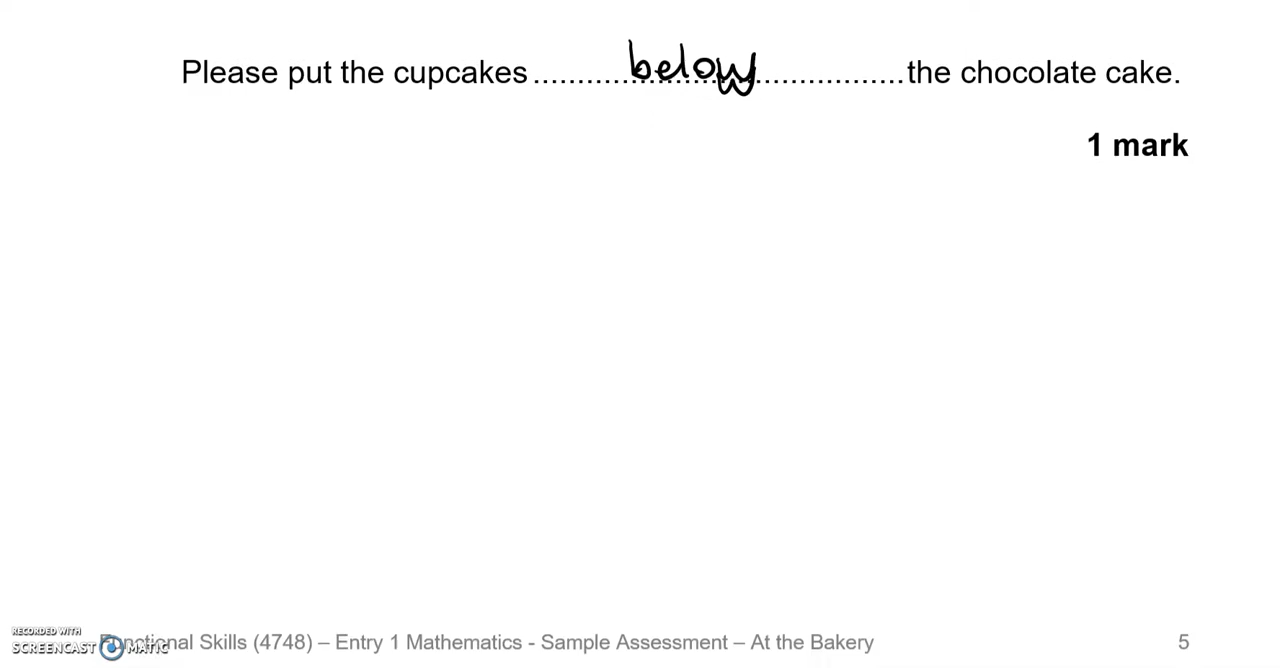 Please put the cupcakes ..........below.................the chocolate cake.
1 mark
RECORDED WITH
SCREENCAST MATIC
Functional Skills (4748) – Entry 1 Mathematics - Sample Assessment – At the Bakery 5